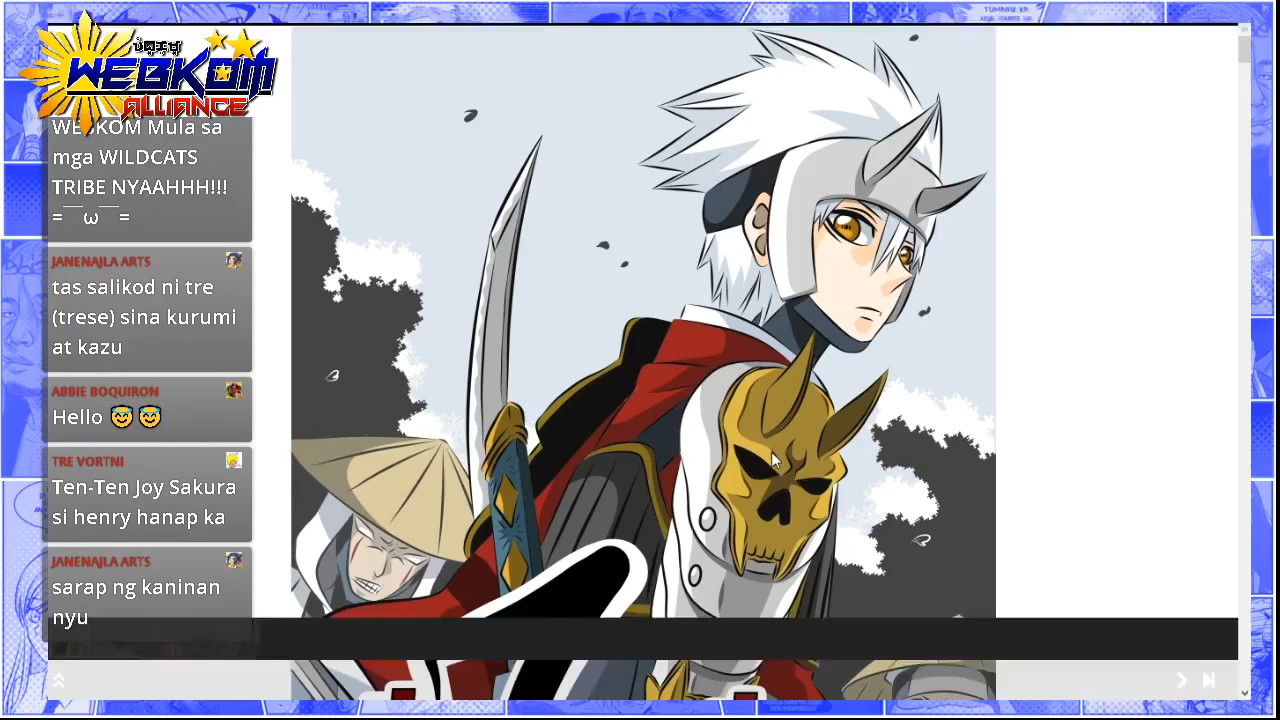 TUMBOK KA
WEBKOM
ALLIANCE
WEBKOM Mula sa
mga WILDCATS
TRIBE NYAAHHH!!!
=￣ω￣=
JANENAJLA ARTS
tas salikod ni tre
(trese) sina kurumi
at kazu
ABBIE BOQUIRON
Hello 😇 😇
TRE VORTNI
Ten-Ten Joy Sakura
si henry hanap ka
JANENAJLA ARTS
sarap ng kaninan
nyu